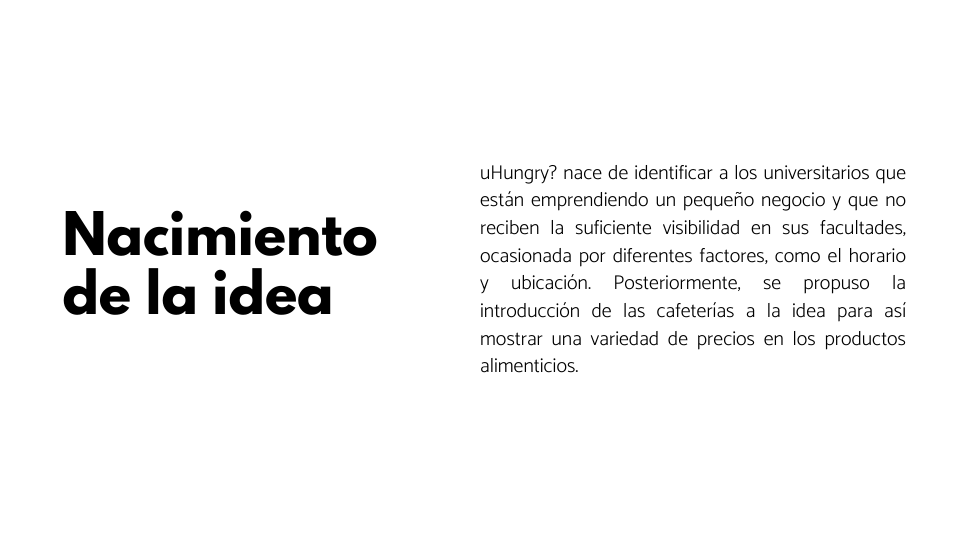 Nacimiento
de la idea
uHungry? nace de identificar a los universitarios que
están emprendiendo un pequeño negocio y que no
reciben la suficiente visibilidad en sus facultades,
ocasionada por diferentes factores, como el horario
y ubicación. Posteriormente, se propuso la
introducción de las cafeterías a la idea para así
mostrar una variedad de precios en los productos
alimenticios.